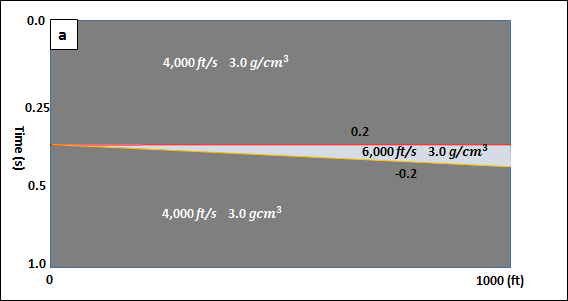 0.0
a
4,000 ft/s 3.0 g/cm³
0.25
0.2
Time (s)
6,000 ft/s 3.0 g/cm³
-0.2
0.5
4,000 ft/s 3.0 gcm³
1.0
0
1000 (ft)